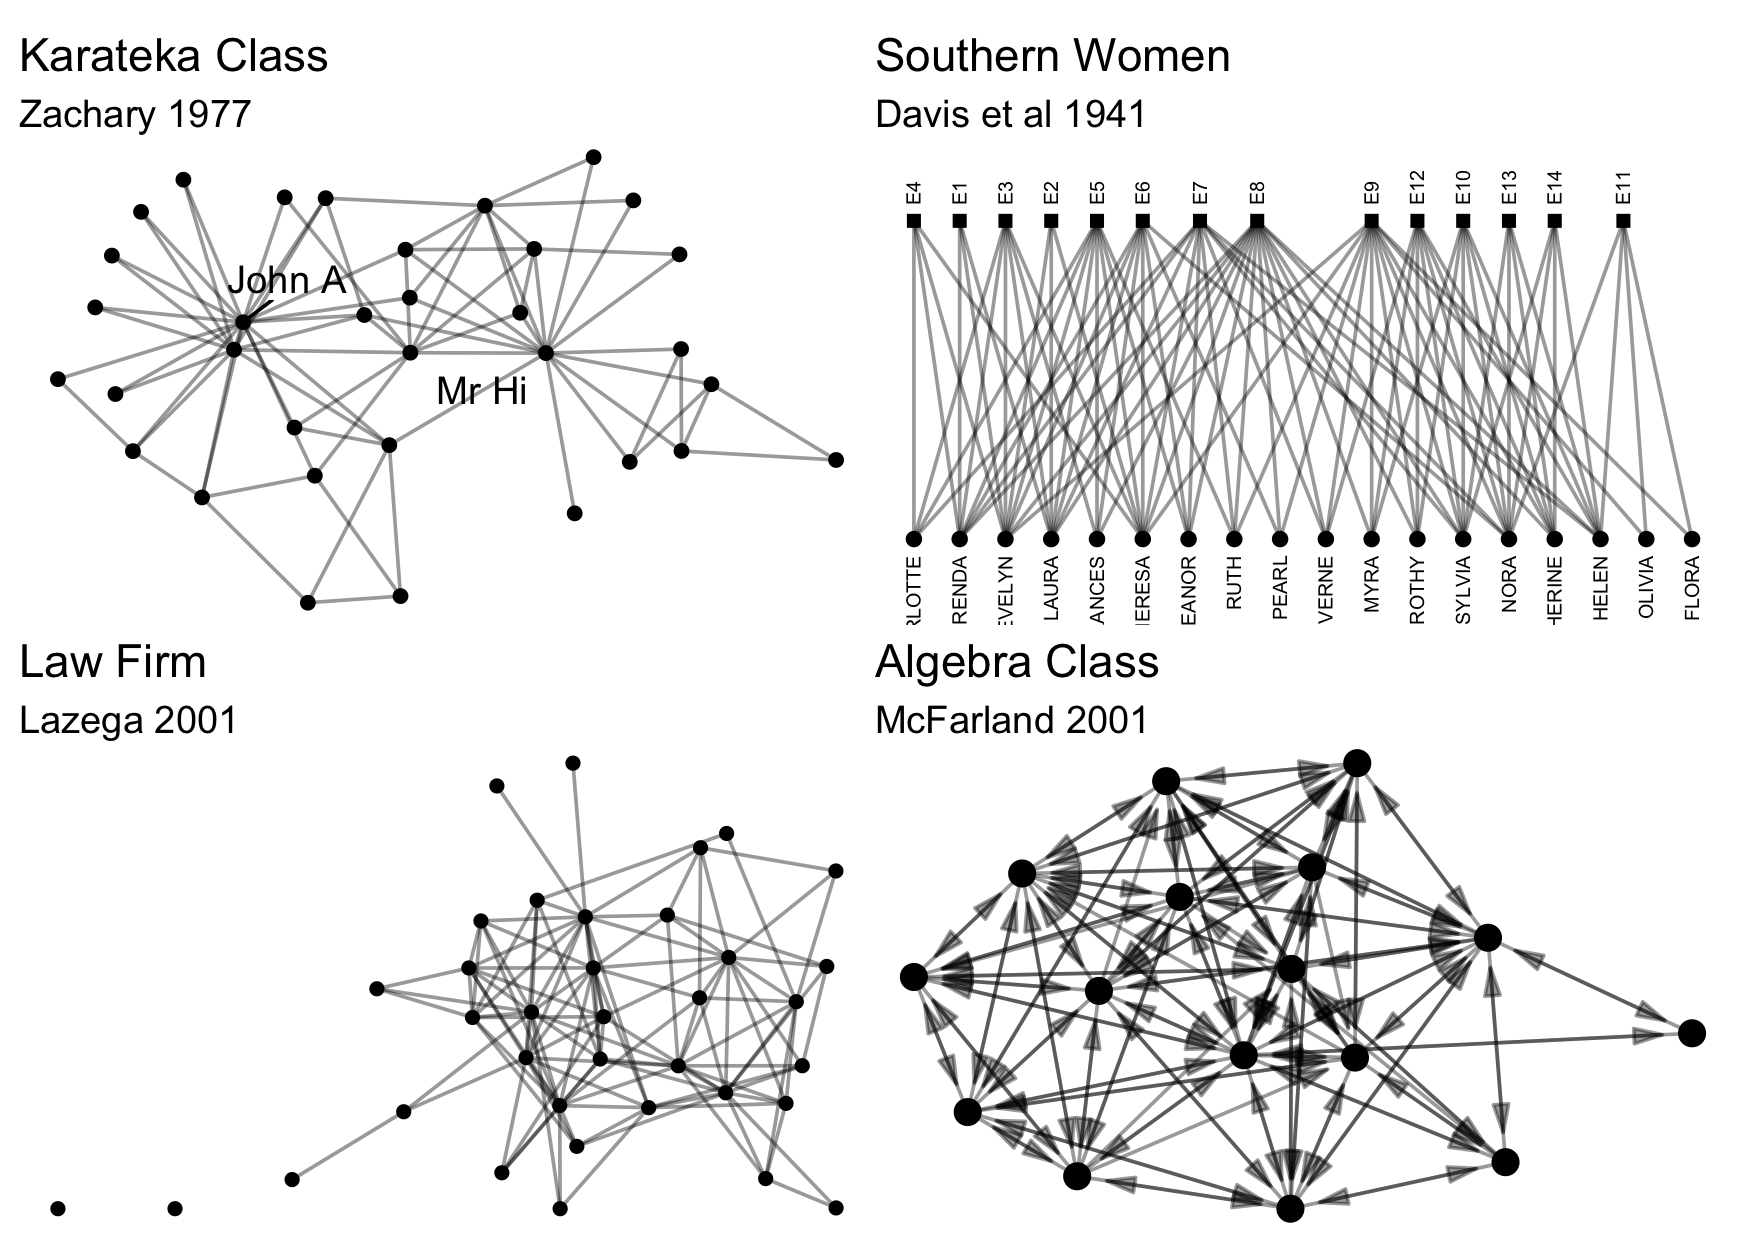 Karateka Class
Zachary 1977
John A
Mr Hi
Southern Women
Davis et al 1941
E4 E1 E3 E2 E5 E6 E7 E8 E9 E12 E10 E13 E14 E11
RLOTTE RENDA EVELYN LAURA ANCES HERESA EANOR RUTH PEARL VERNE MYRA ROTHY SYLVIA NORA HERINE HELEN OLIVIA FLORA
Law Firm
Lazega 2001
Algebra Class
McFarland 2001